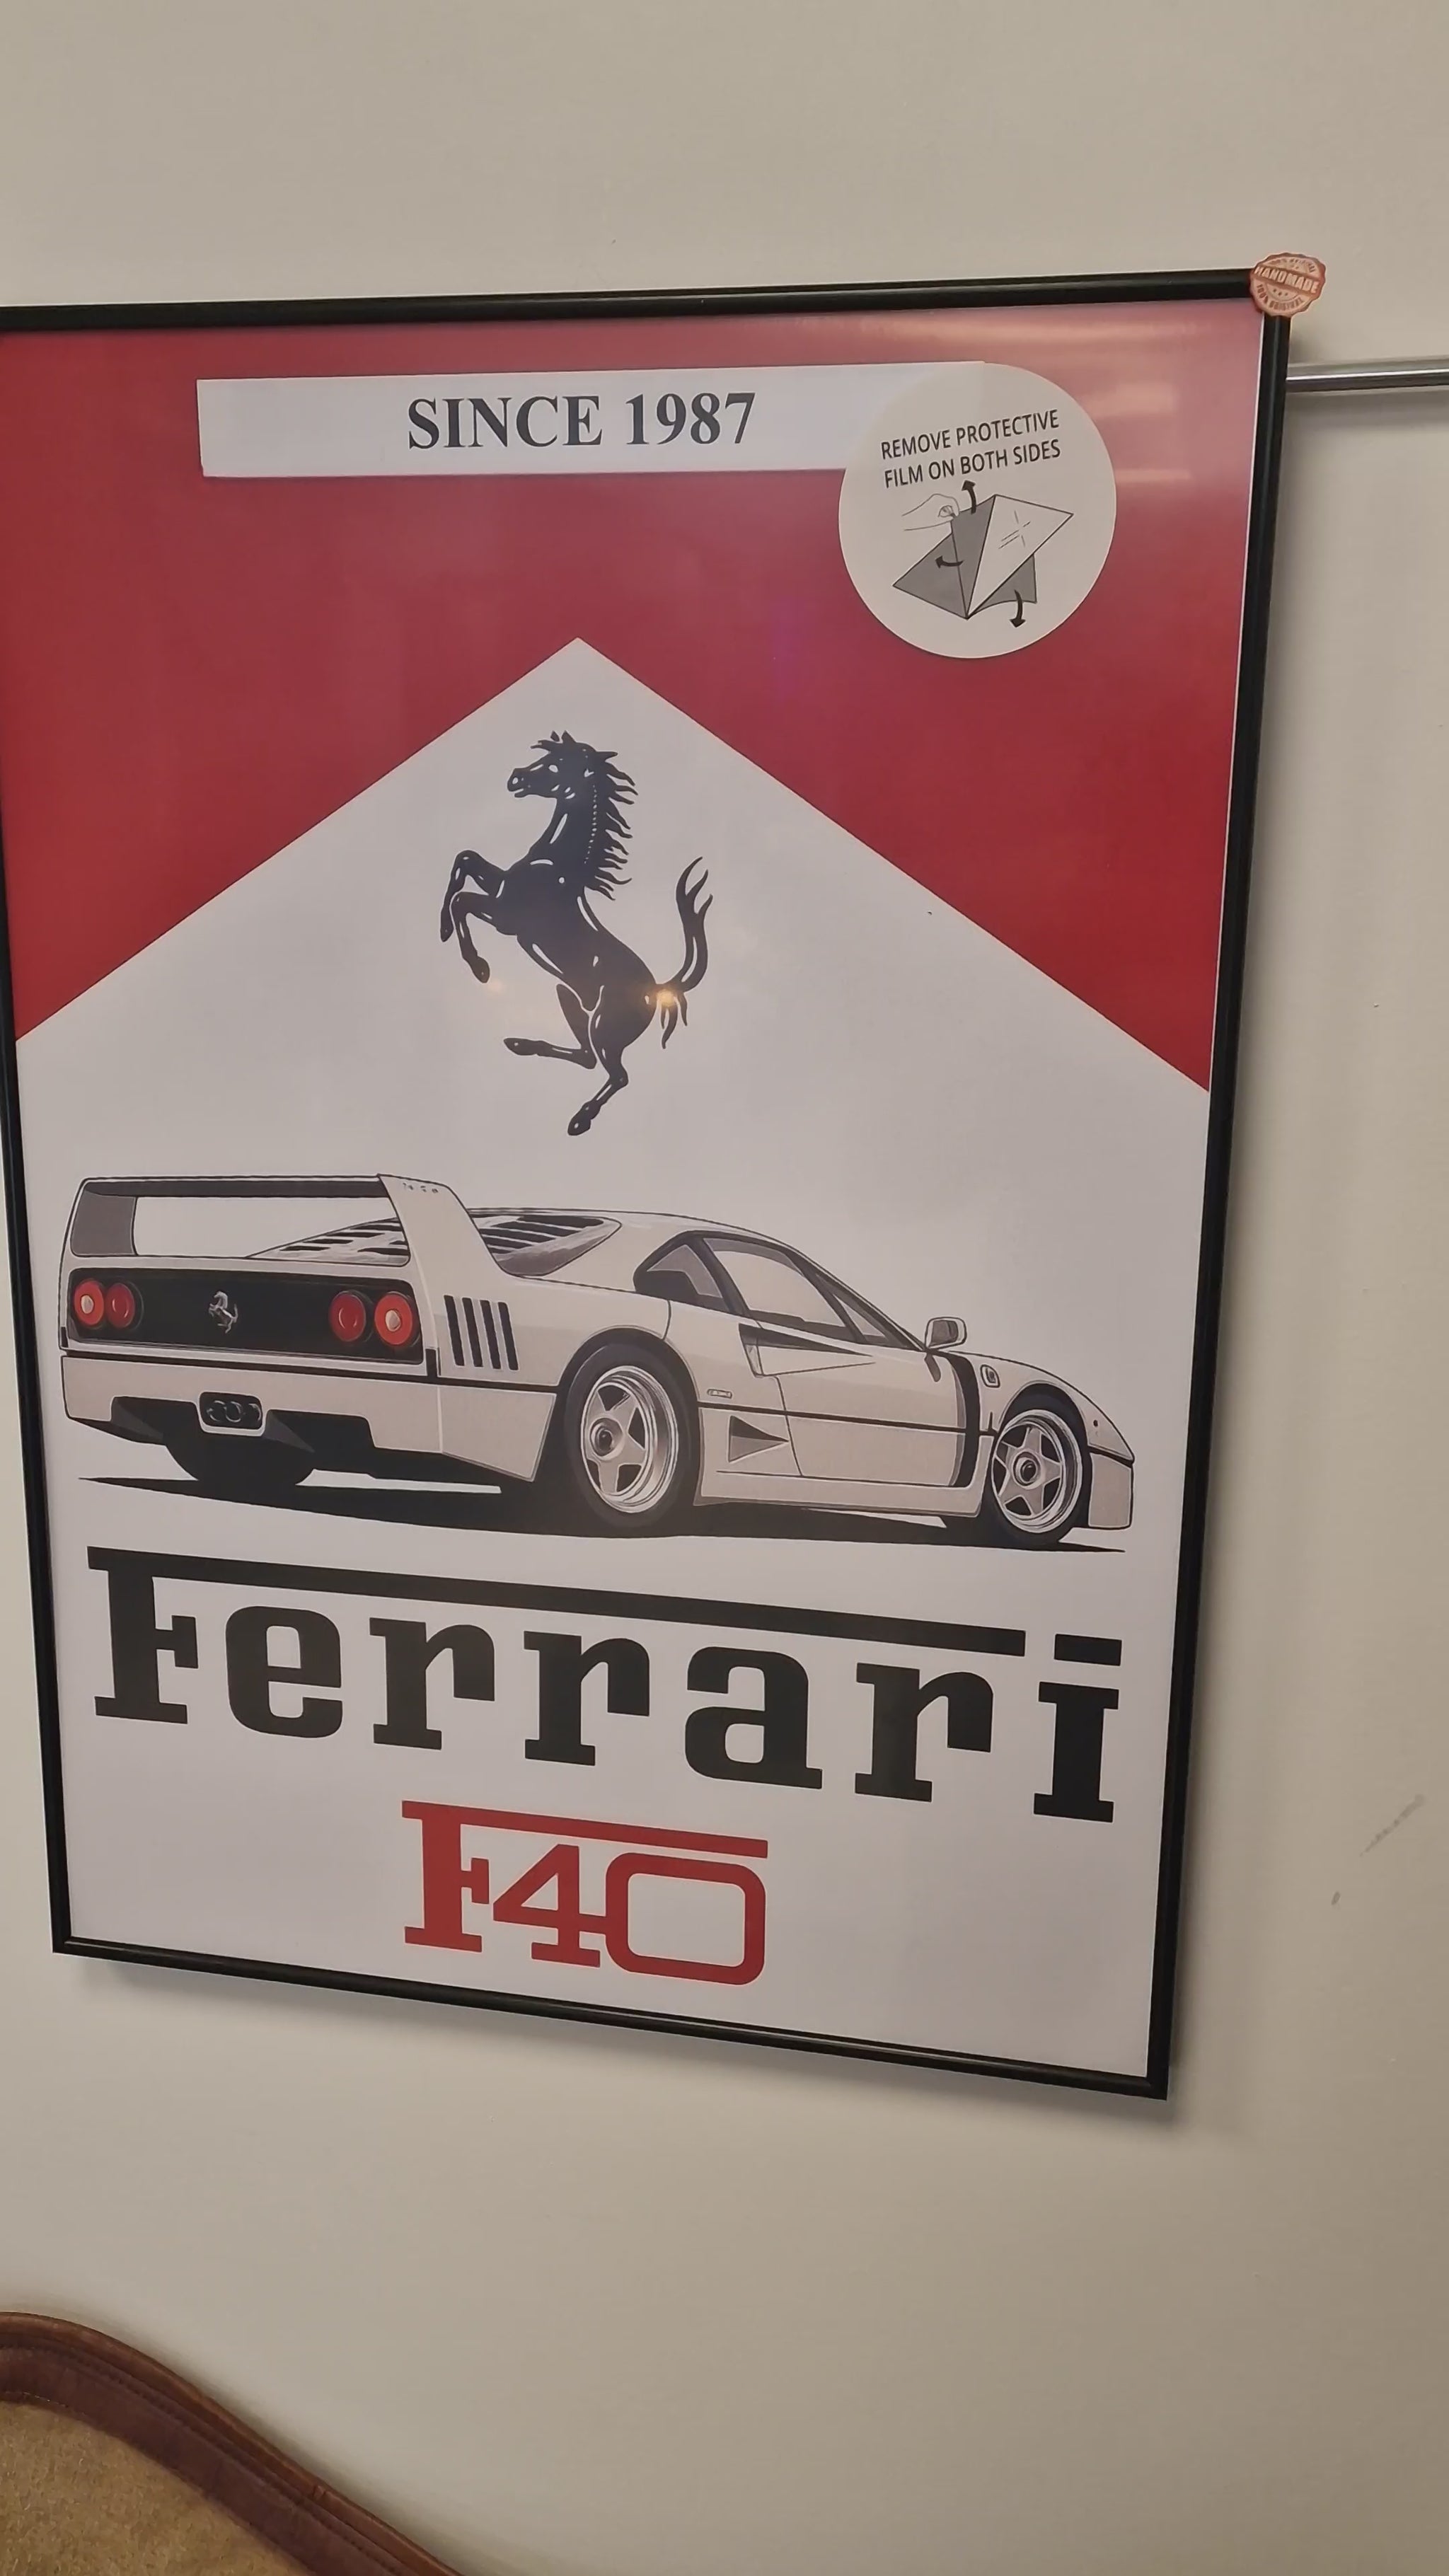 HANDMADE
SINCE 1987
REMOVE PROTECTIVE
FILM ON BOTH SIDES
Ferrari
F40